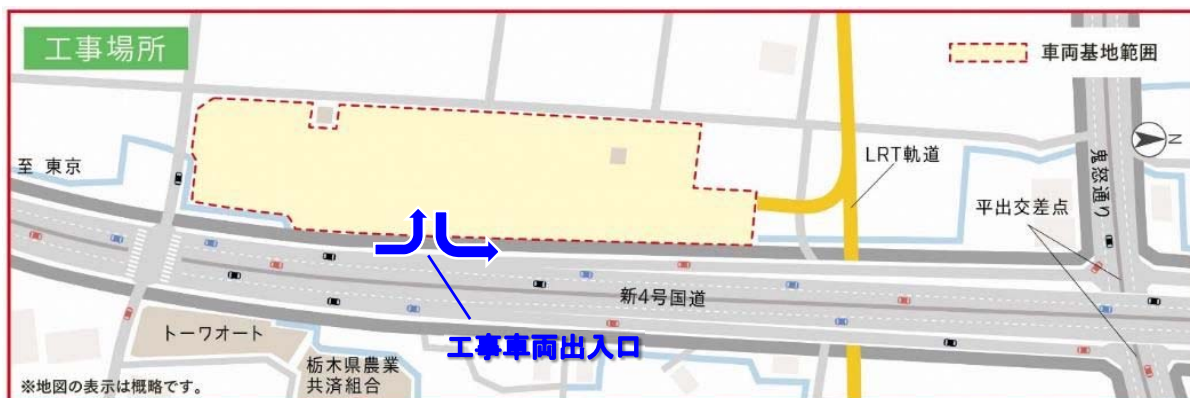 工事場所
車両基地範囲
至 東京
LRT軌道
N
鬼怒通り
平出交差点
新4号国道
工事車両出入口
トーワオート
栃木県農業
共済組合
※地図の表示は概略です。